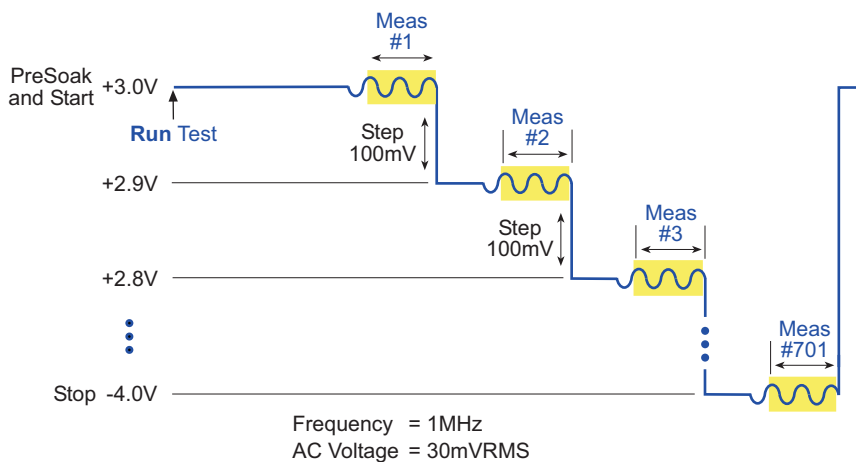 Meas
#1
PreSoak
and Start
+3.0V
Run Test
Step
100mV
Meas
#2
+2.9V
Step
100mV
Meas
#3
+2.8V
Meas
#701
Stop -4.0V
Frequency = 1MHz
AC Voltage = 30mVRMS